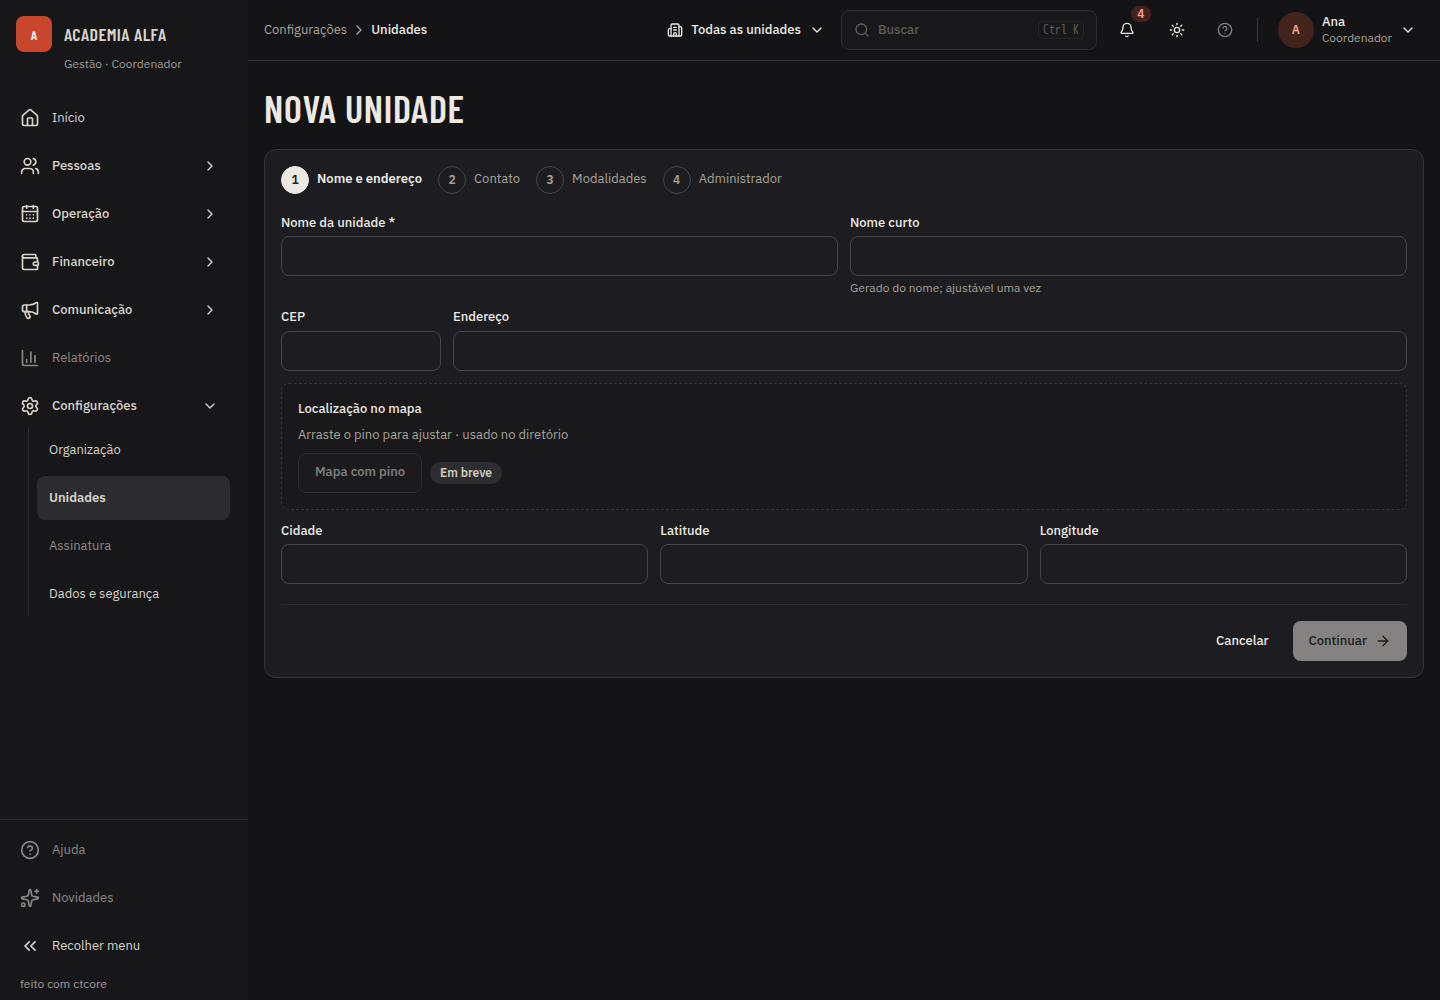 A
ACADEMIA ALFA
Gestão · Coordenador
Início
Pessoas
Operação
Financeiro
Comunicação
Relatórios
Configurações
Organização
Unidades
Assinatura
Dados e segurança
Ajuda
Novidades
Recolher menu
feito com ctcore
Configurações > Unidades
Todas as unidades
Buscar
Ctrl K
4
A
Ana
Coordenador
NOVA UNIDADE
1 Nome e endereço 2 Contato 3 Modalidades 4 Administrador
Nome da unidade * Nome curto
Gerado do nome; ajustável uma vez
CEP Endereço
Localização no mapa
Arraste o pino para ajustar · usado no diretório
Mapa com pino Em breve
Cidade Latitude Longitude
Cancelar Continuar